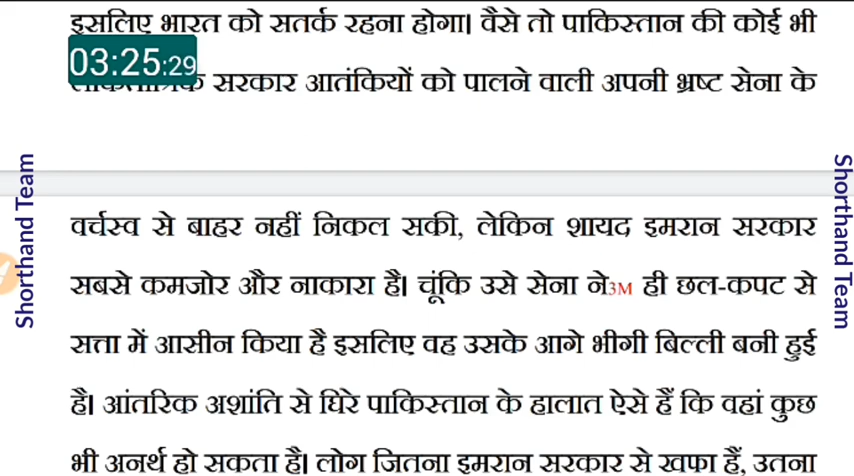 इसलिए भारत को सतर्क रहना होगा। वैसे तो पाकिस्तान की कोई भी
03:25:29
सरकार आतंकियों को पालने वाली अपनी भ्रष्ट सेना के
वर्चस्व से बाहर नहीं निकल सकी, लेकिन शायद इमरान सरकार
सबसे कमजोर और नाकारा है। चूंकि उसे सेना ने3M ही छल-कपट से
सत्ता में आसीन किया है इसलिए वह उसके आगे भीगी बिल्ली बनी हुई
है। आंतरिक अशांति से घिरे पाकिस्तान के हालात ऐसे हैं कि वहां कुछ
भी अनर्थ हो सकता है। लोग जितना इमरान सरकार से खफा हैं, उतना
Shorthand Team
Shorthand Team